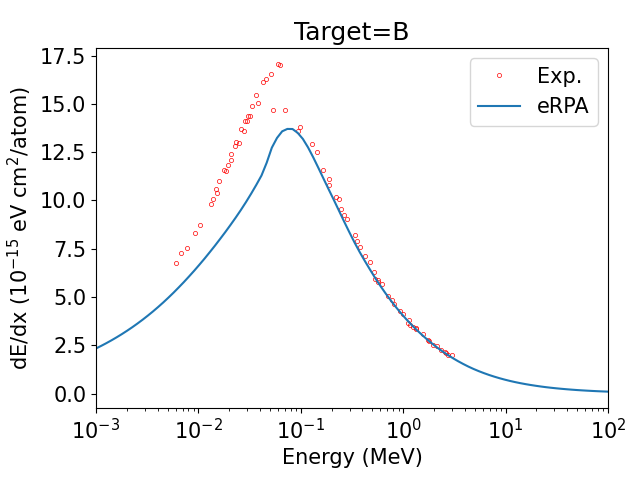 Target=B
dE/dx (10⁻¹⁵ eV cm²/atom)
17.5
15.0
12.5
10.0
7.5
5.0
2.5
0.0
Exp.
eRPA
10⁻³ 10⁻² 10⁻¹ 10⁰ 10¹ 10²
Energy (MeV)